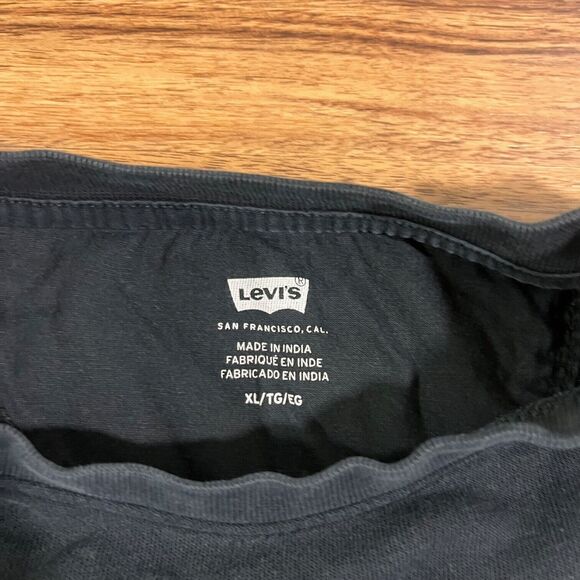 Levi's®
SAN FRANCISCO, CAL.
MADE IN INDIA
FABRIQUÉ EN INDE
FABRICADO EN INDIA
XL/TG/EG